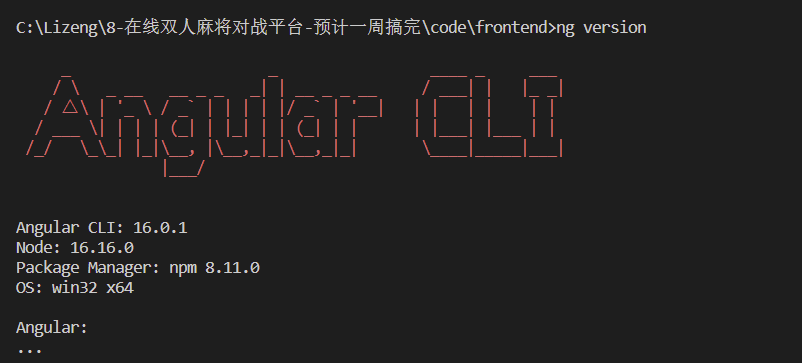 C:\Lizeng\8-在线双人麻将对战平台-预计一周搞完\code\frontend>ng version
Angular CLI
Angular CLI: 16.0.1
Node: 16.16.0
Package Manager: npm 8.11.0
OS: win32 x64
Angular:
...